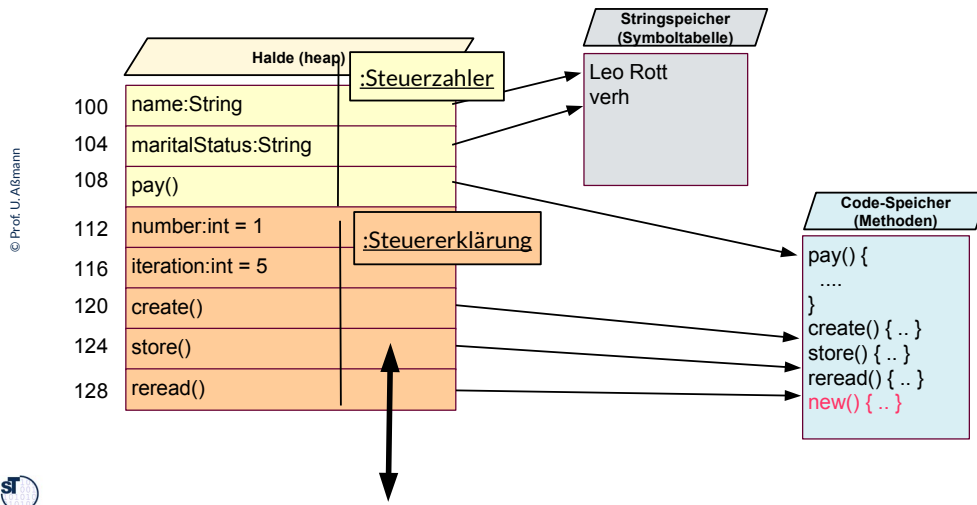 Stringspeicher
(Symboltabelle)
Halde (heap)
:Steuerzahler
Leo Rott
verh
100 name:String
104 maritalStatus:String
108 pay()
112 number:int = 1
:Steuererklärung
116 iteration:int = 5
120 create()
124 store()
128 reread()
Code-Speicher
(Methoden)
pay() {
....
}
create() { .. }
store() { .. }
reread() { .. }
new() { .. }
© Prof. U. Aßmann
ST